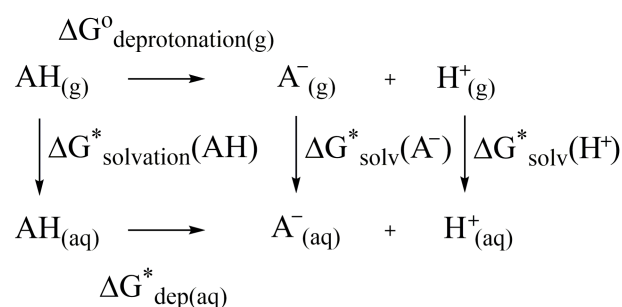 ΔG°deprotonation(g)
AH(g) → A⁻(g) + H⁺(g)
ΔG*solvation(AH) ΔG*solv(A⁻) ΔG*solv(H⁺)
AH(aq) → A⁻(aq) + H⁺(aq)
ΔG*dep(aq)